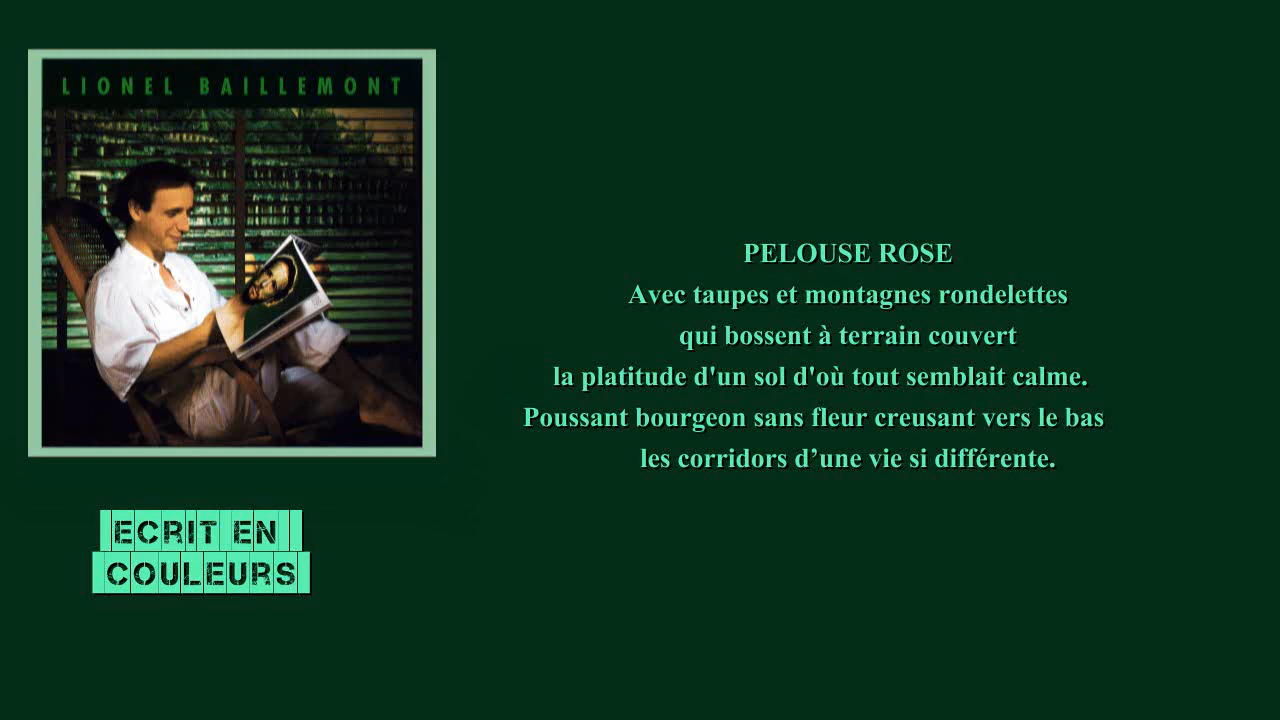 LIONEL BAILLEMONT
ECRIT EN
COULEURS
PELOUSE ROSE
Avec taupes et montagnes rondelettes
qui bossent à terrain couvert
la platitude d'un sol d'où tout semblait calme.
Poussant bourgeon sans fleur creusant vers le bas
les corridors d’une vie si différente.